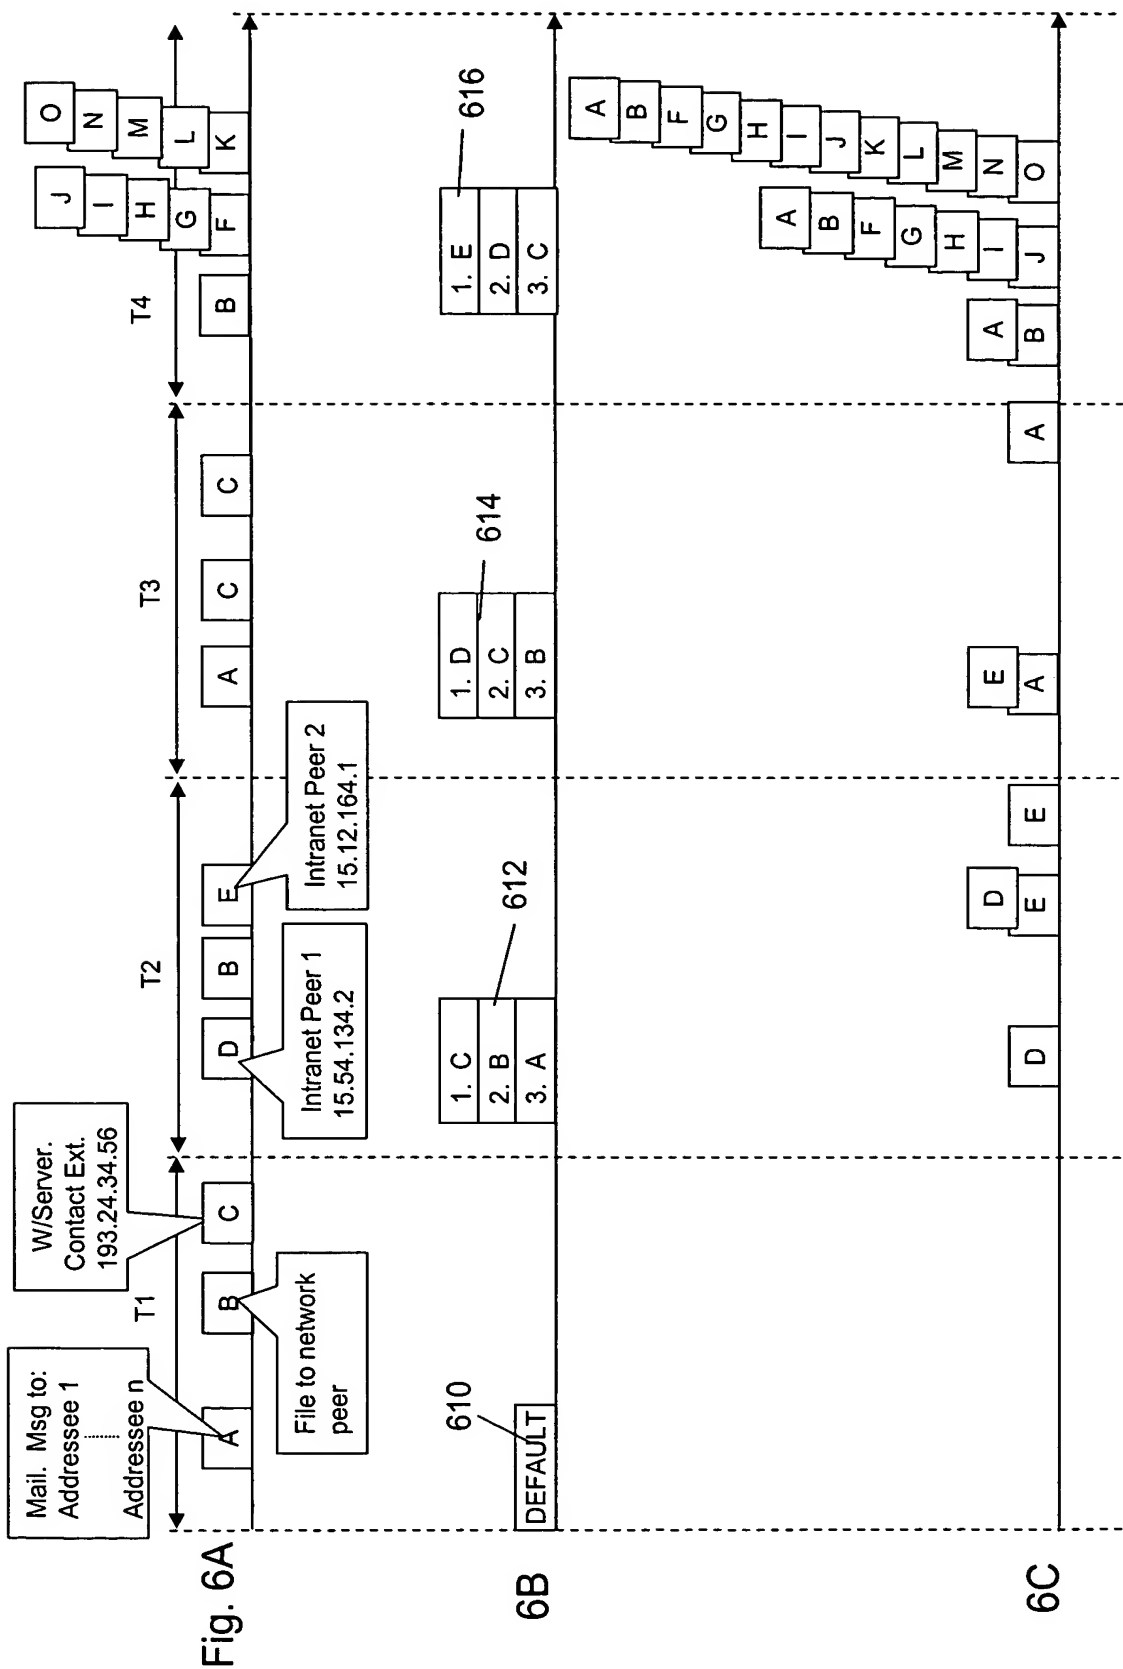 Fig. 6A
T1
T2
T3
T4
Mail. Msg to:
Addressee 1
..........
Addressee n
W/Server.
Contact Ext.
193.24.34.56
A
B
C
D
B
E
A
C
C
B
J
I
H
G
F
O
N
M
L
K
File to network
peer
Intranet Peer 1
15.54.134.2
Intranet Peer 2
15.12.164.1
6B
610
DEFAULT
612
1. C
2. B
3. A
614
1. D
2. C
3. B
616
1. E
2. D
3. C
6C
D
D
E
E
E
A
A
A
B
A
B
F
G
H
I
J
A
B
F
G
H
I
J
K
L
M
N
O